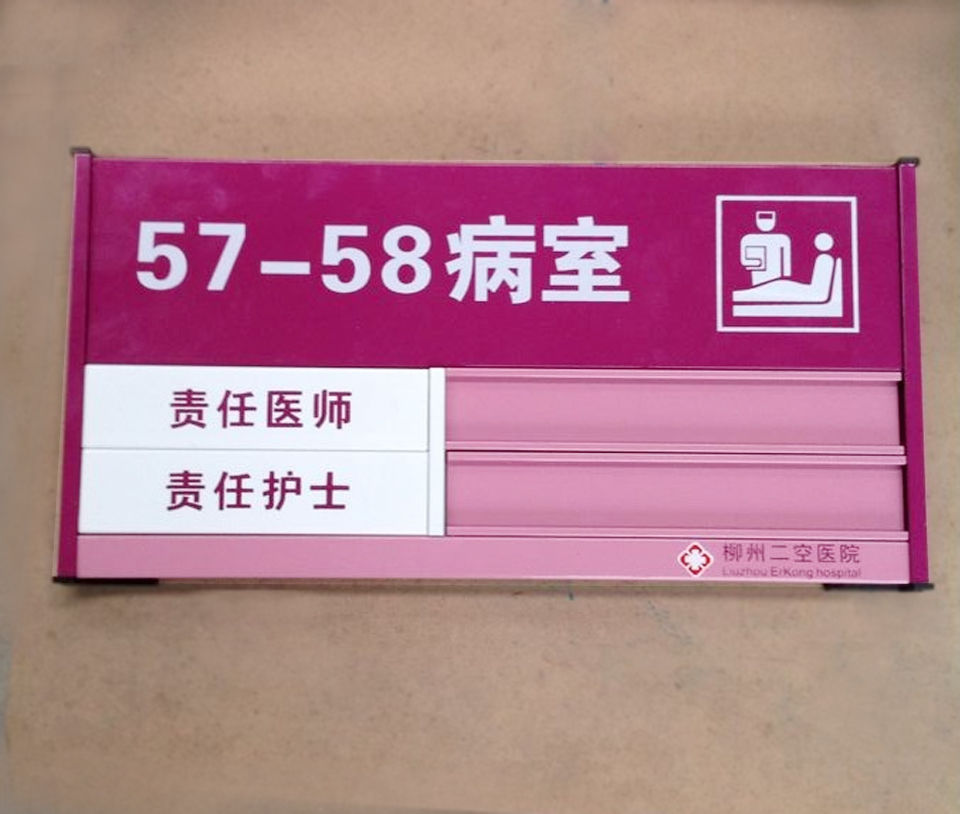 57-58病室
责任医师
责任护士
柳州二空医院
Liuzhou ErKong hospital